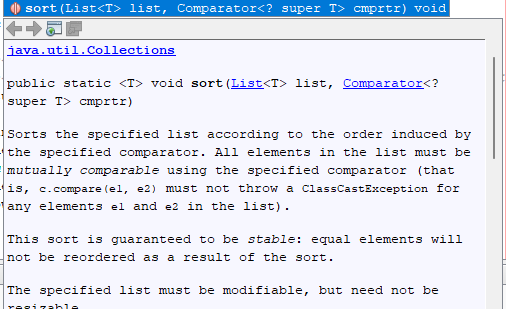 sort(List<T> list, Comparator<? super T> cmprtr) void
java.util.Collections
public static <T> void sort(List<T> list, Comparator<?
super T> cmprtr)
Sorts the specified list according to the order induced by
the specified comparator. All elements in the list must be
mutually comparable using the specified comparator (that
is, c.compare(e1, e2) must not throw a ClassCastException for
any elements e1 and e2 in the list).
This sort is guaranteed to be stable: equal elements will
not be reordered as a result of the sort.
The specified list must be modifiable, but need not be
resizable.